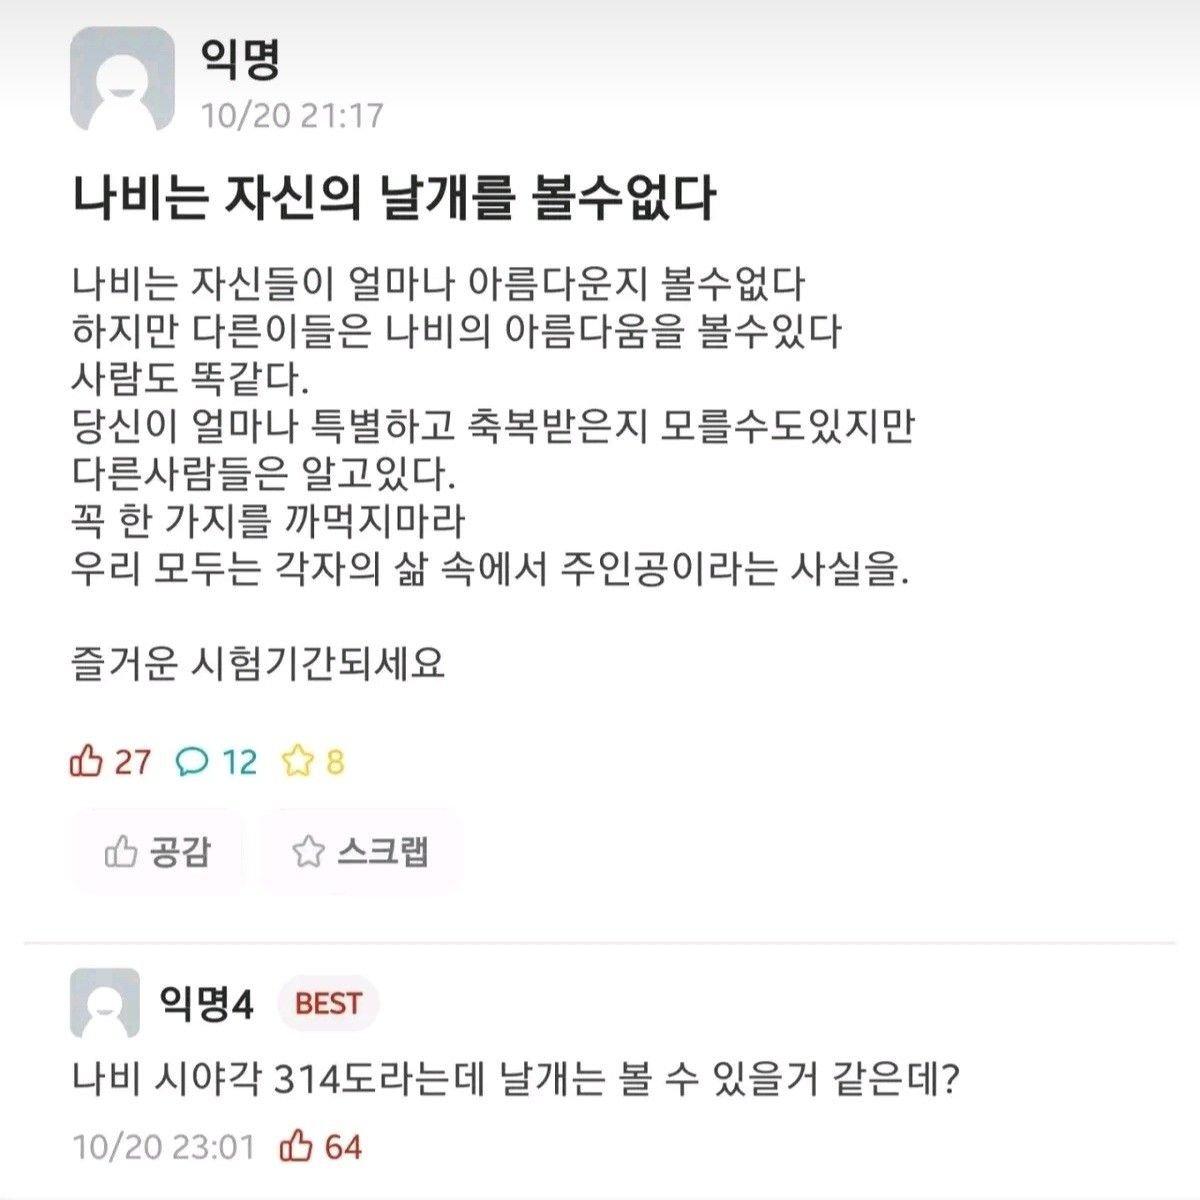 익명
10/20 21:17
나비는 자신의 날개를 볼수없다
나비는 자신들이 얼마나 아름다운지 볼수없다
하지만 다른이들은 나비의 아름다움을 볼수있다
사람도 똑같다.
당신이 얼마나 특별하고 축복받은지 모를수도있지만
다른사람들은 알고있다.
꼭 한 가지를 까먹지마라
우리 모두는 각자의 삶 속에서 주인공이라는 사실을.
즐거운 시험기간되세요
27 12 8
공감 스크랩
익명4 BEST
나비 시야각 314도라는데 날개는 볼 수 있을거 같은데?
10/20 23:01 64